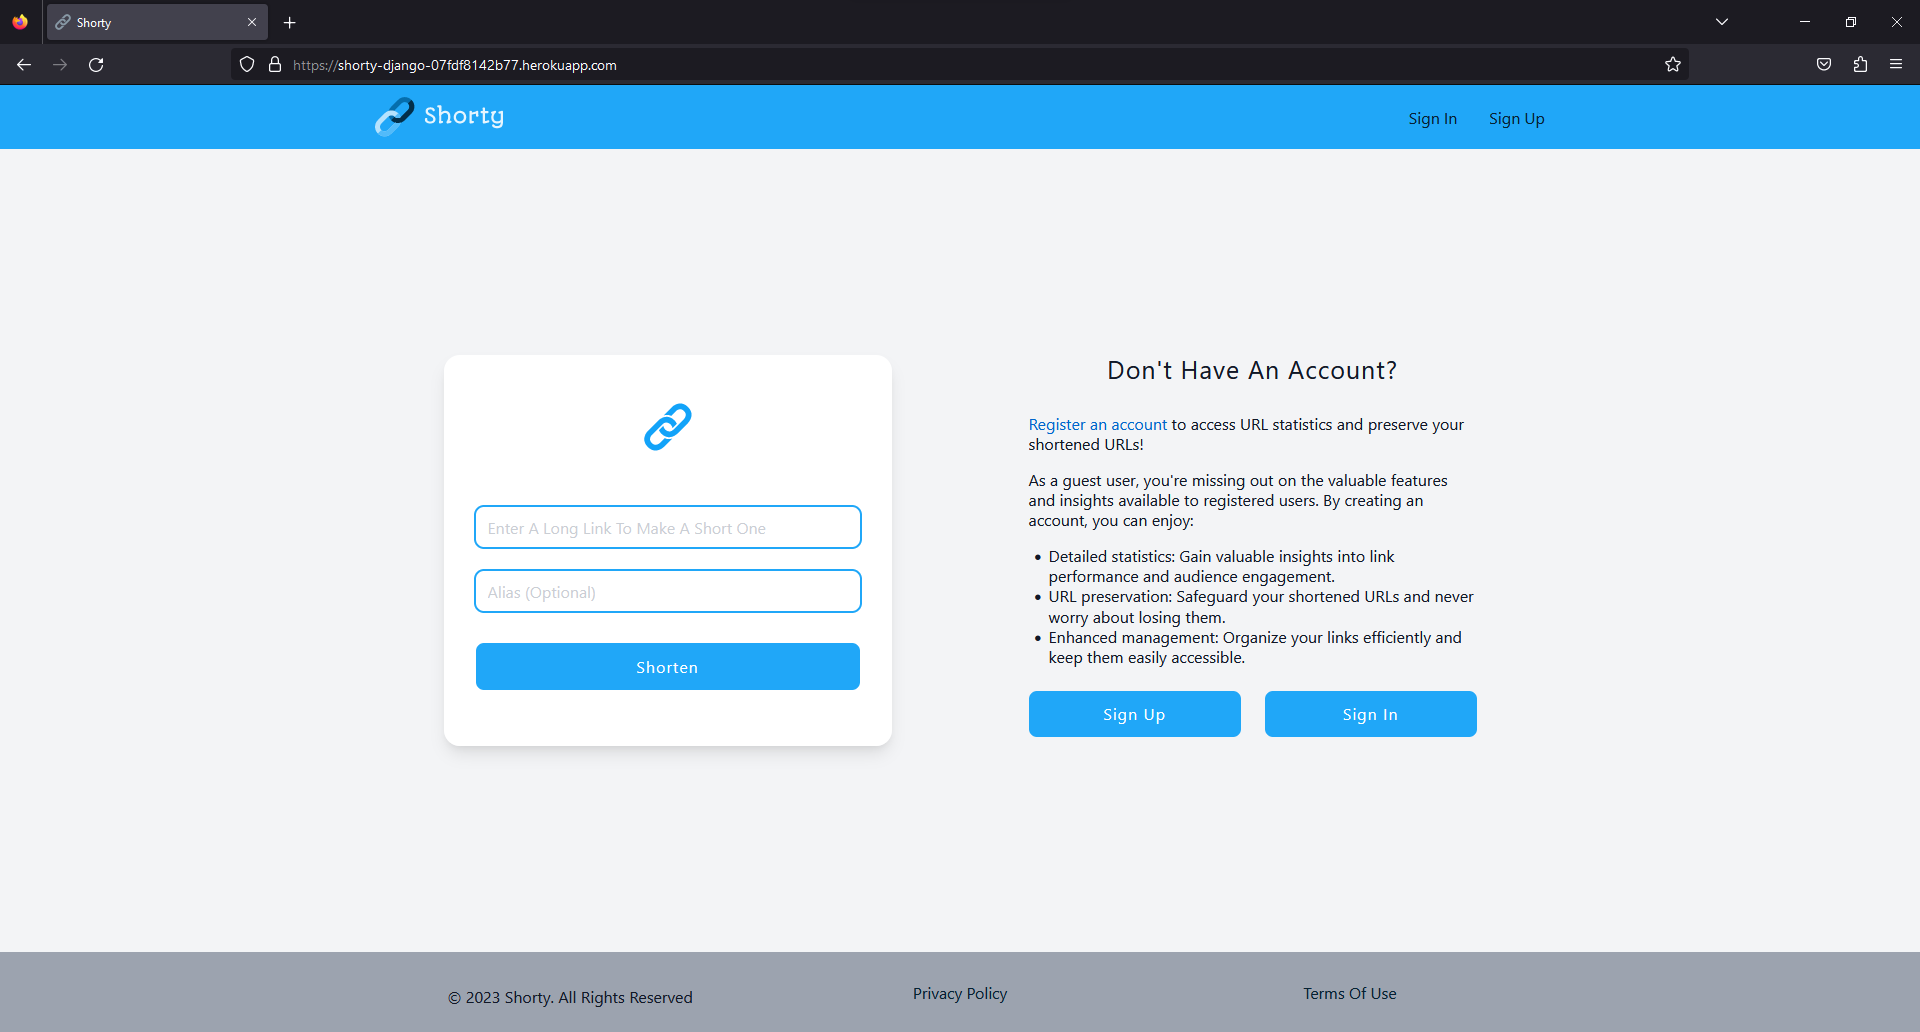 Shorty
https://shorty-django-07fdf8142b77.herokuapp.com
Shorty
Sign In
Sign Up
Enter A Long Link To Make A Short One
Alias (Optional)
Shorten
Don't Have An Account?
Register an account to access URL statistics and preserve your
shortened URLs!
As a guest user, you're missing out on the valuable features
and insights available to registered users. By creating an
account, you can enjoy:
• Detailed statistics: Gain valuable insights into link
performance and audience engagement.
• URL preservation: Safeguard your shortened URLs and never
worry about losing them.
• Enhanced management: Organize your links efficiently and
keep them easily accessible.
Sign Up
Sign In
© 2023 Shorty. All Rights Reserved
Privacy Policy
Terms Of Use